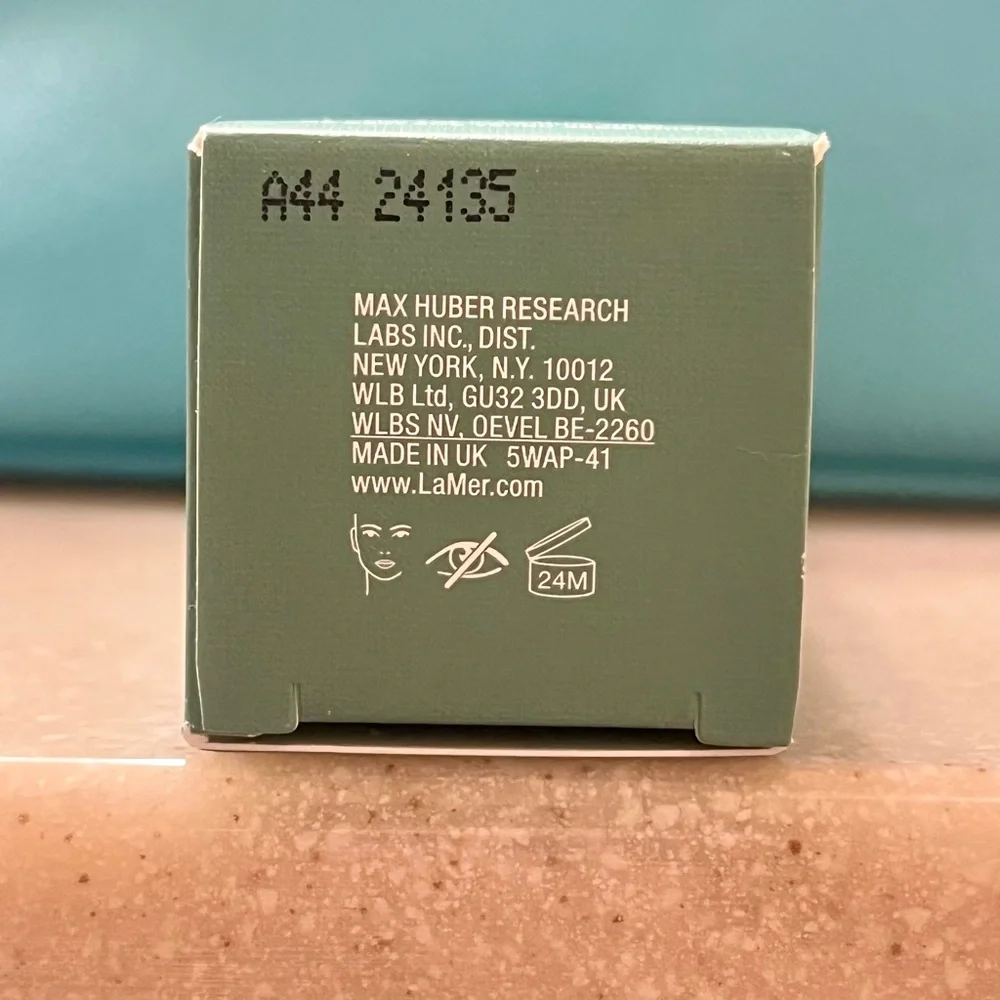 A44 24135
MAX HUBER RESEARCH
LABS INC., DIST.
NEW YORK, N.Y. 10012
WLB Ltd, GU32 3DD, UK
WLBS NV, OEVEL BE-2260
MADE IN UK 5WAP-41
www.LaMer.com
24M